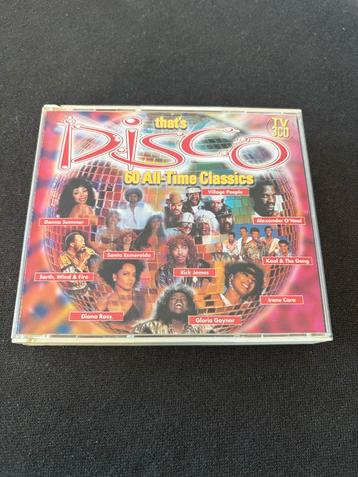 that's
DISCO
TV
3CD
60 All-Time Classics
Village People
Donna Summer
Alexander O'Neal
Santa Esmeralda
Kool & The Gang
Earth, Wind & Fire
Rick James
Irene Cara
Diana Ross
Gloria Gaynor